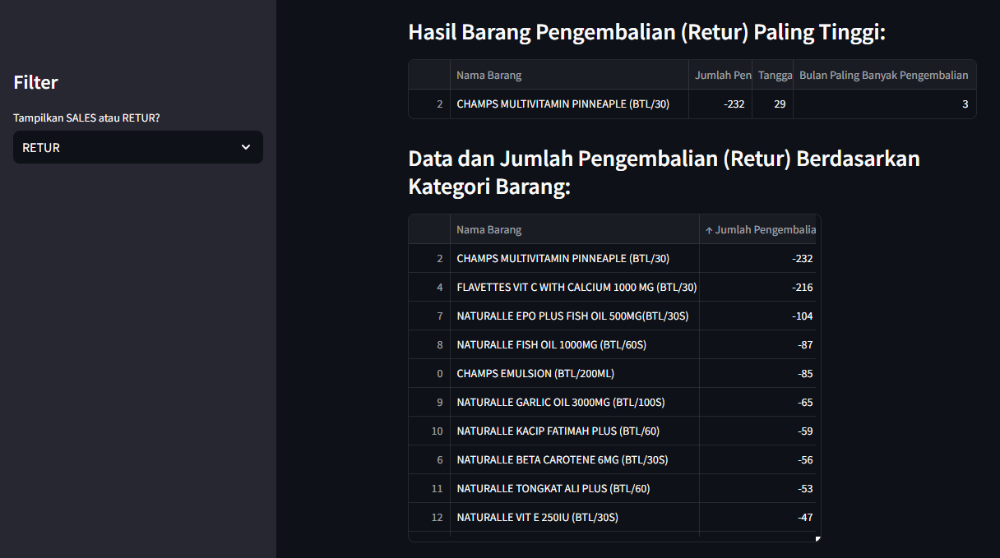 Filter
Tampilkan SALES atau RETUR?
RETUR
Hasil Barang Pengembalian (Retur) Paling Tinggi:
Nama Barang Jumlah Pen Tangga Bulan Paling Banyak Pengembalian
2 CHAMPS MULTIVITAMIN PINNEAPLE (BTL/30) -232 29 3
Data dan Jumlah Pengembalian (Retur) Berdasarkan
Kategori Barang:
Nama Barang ↑ Jumlah Pengembalia
2 CHAMPS MULTIVITAMIN PINNEAPLE (BTL/30) -232
4 FLAVETTES VIT C WITH CALCIUM 1000 MG (BTL/30) -216
7 NATURALLE EPO PLUS FISH OIL 500MG(BTL/30S) -104
8 NATURALLE FISH OIL 1000MG (BTL/60S) -87
0 CHAMPS EMULSION (BTL/200ML) -85
9 NATURALLE GARLIC OIL 3000MG (BTL/100S) -65
10 NATURALLE KACIP FATIMAH PLUS (BTL/60) -59
6 NATURALLE BETA CAROTENE 6MG (BTL/30S) -56
11 NATURALLE TONGKAT ALI PLUS (BTL/60) -53
12 NATURALLE VIT E 250IU (BTL/30S) -47